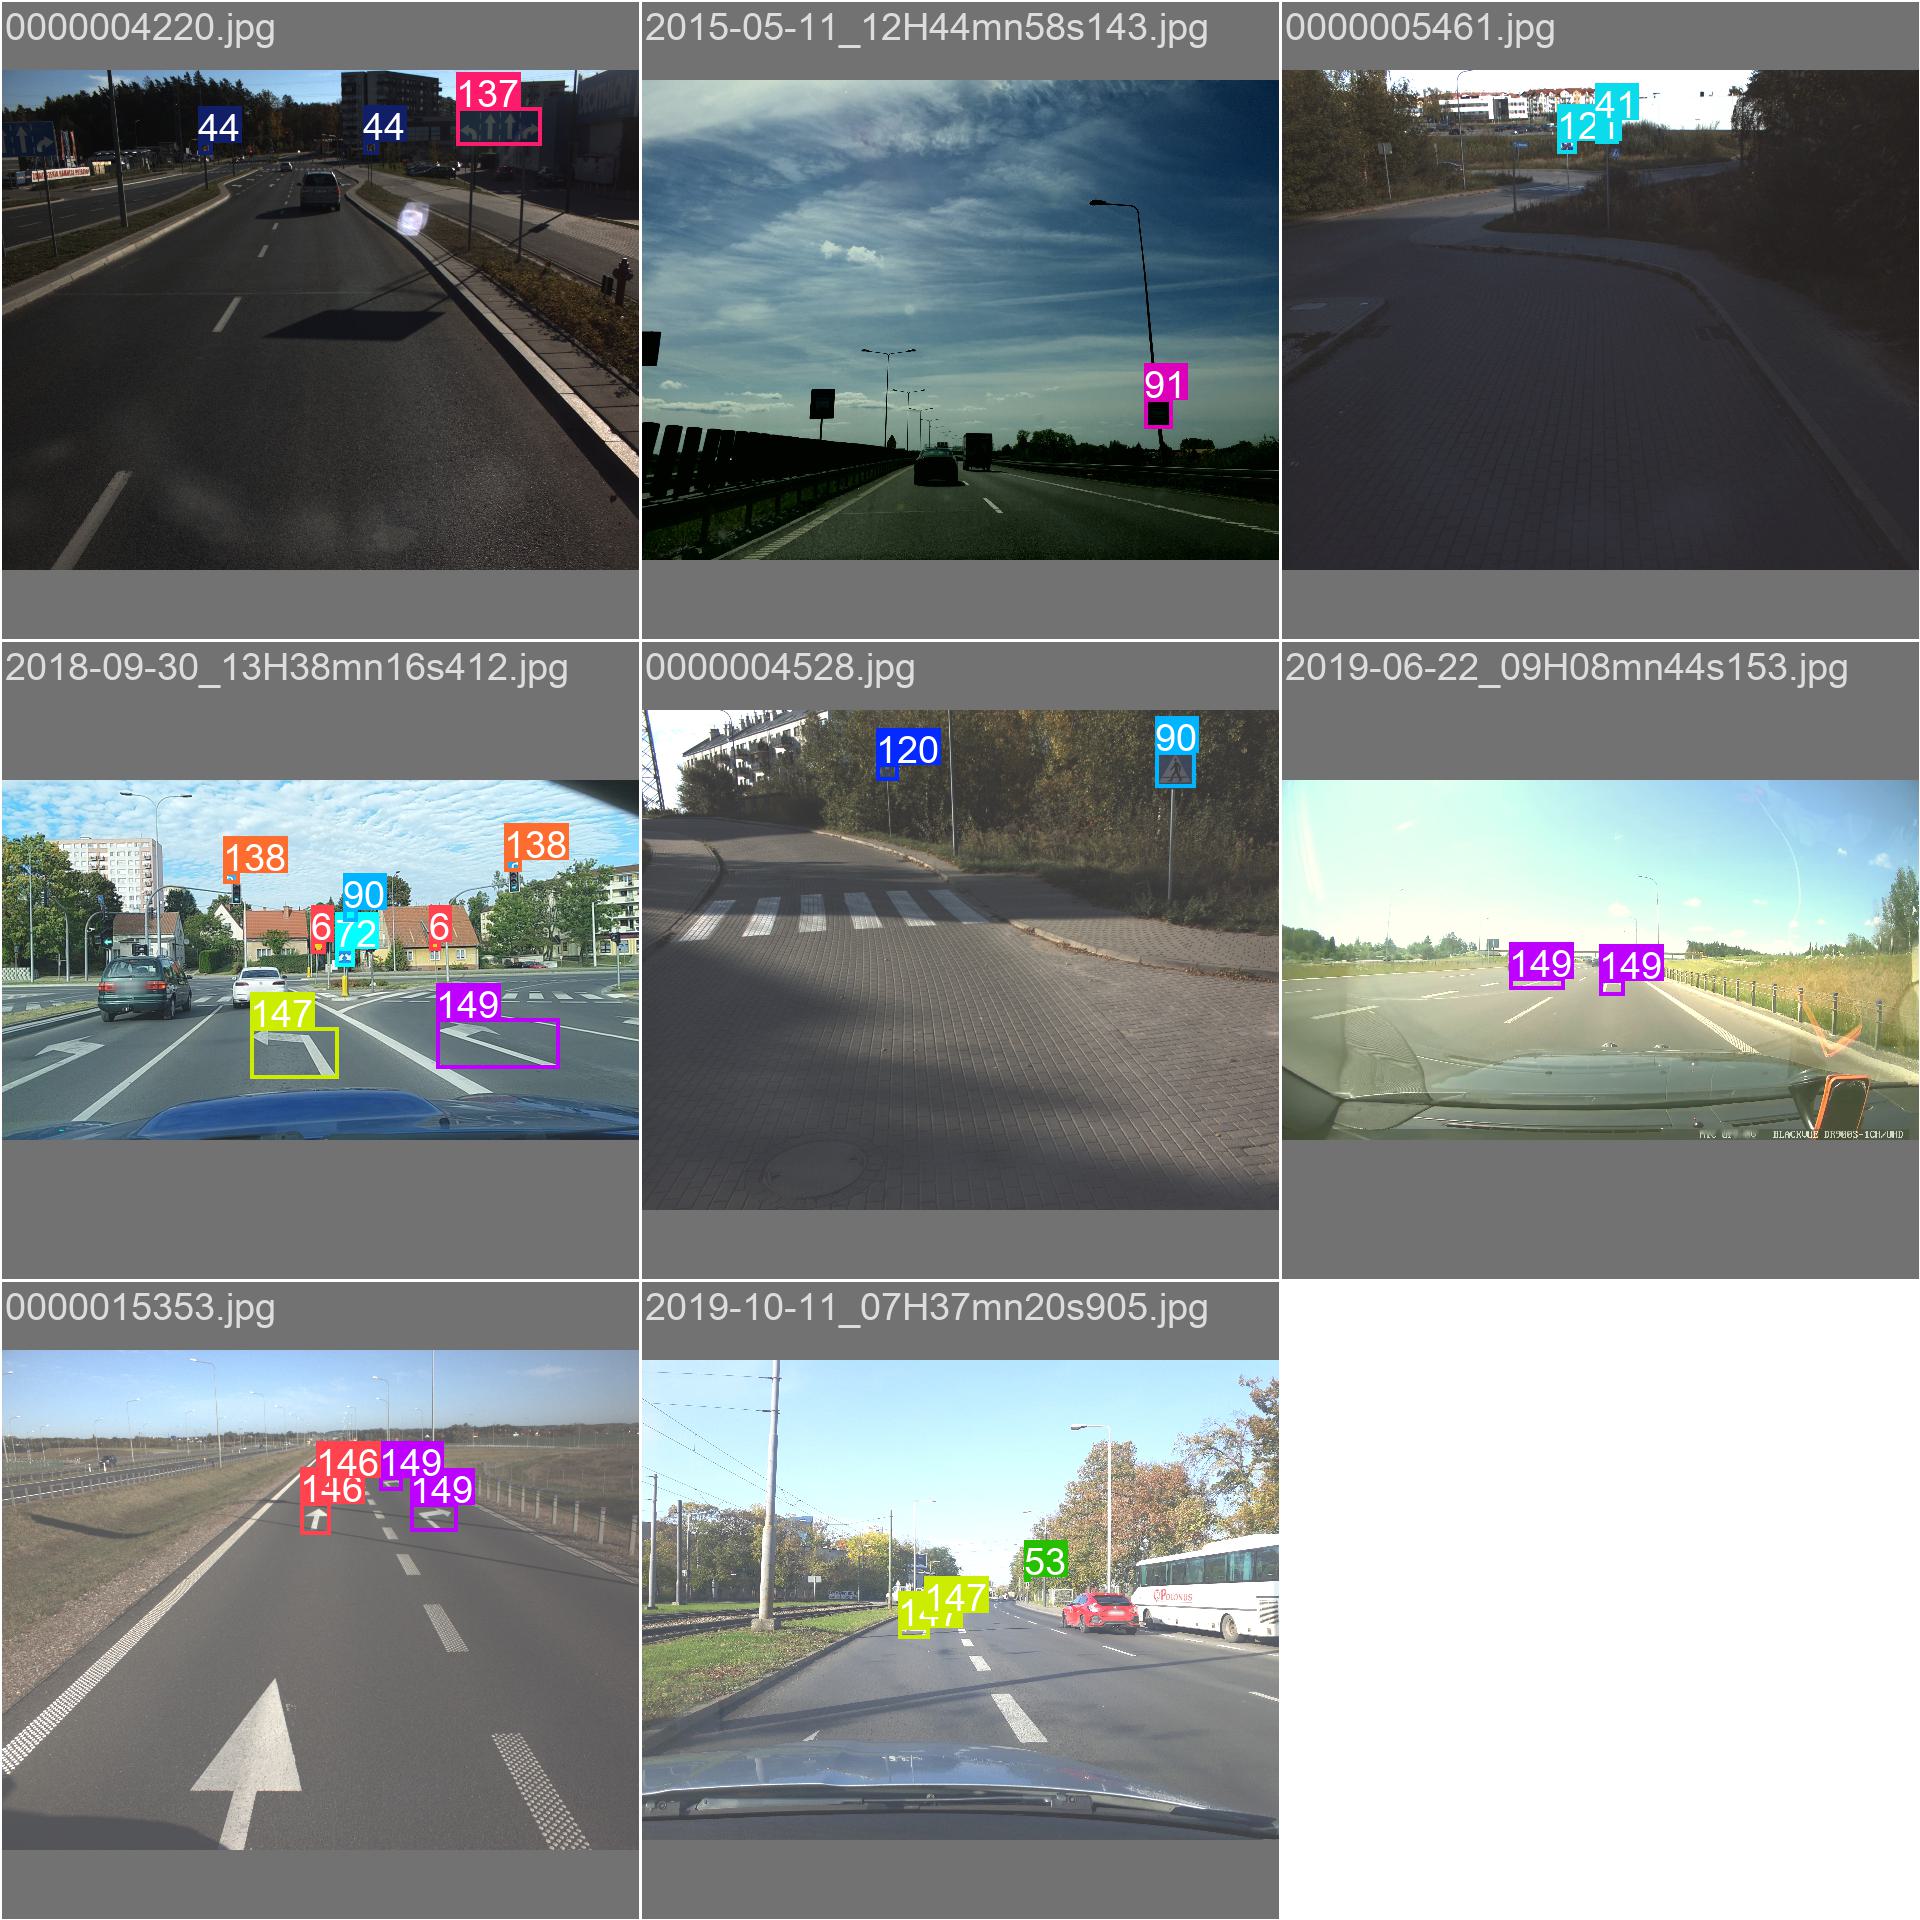 0000004220.jpg
44
44
137
2015-05-11_12H44mn58s143.jpg
91
0000005461.jpg
41
2018-09-30_13H38mn16s412.jpg
138
138
90
6
72
6
147
149
0000004528.jpg
120
90
2019-06-22_09H08mn44s153.jpg
149
149
BLACKVUE DR900S-1CH/UHD
0000015353.jpg
146
149
146
149
2019-10-11_07H37mn20s905.jpg
53
147
147
POLONUS